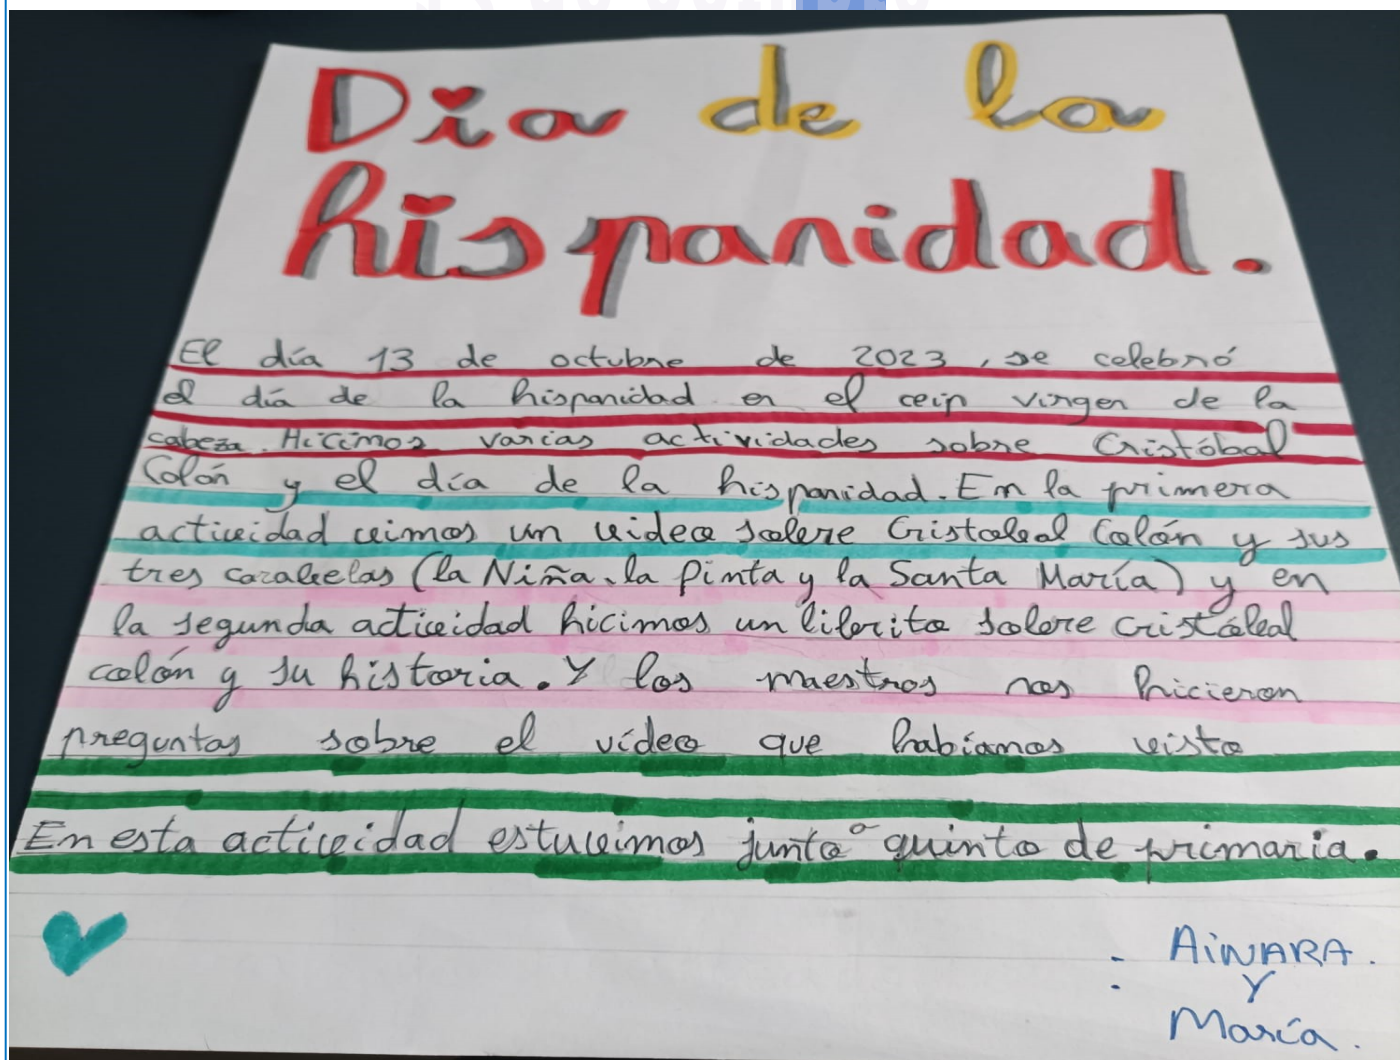 Dia de la
hispanidad.
El día 13 de octubre de 2023, se celebró
el día de la hispanidad en el ceip virgen de la
cabeza. Hicimos varias actividades sobre Cristóbal
Colón y el día de la hispanidad. En la primera
actividad vimos un video sobre Cristobal Colón y sus
tres carabelas (la Niña, la Pinta y la Santa María) y en
la segunda actividad hicimos un librito sobre cristóbal
colón y su historia. Y los maestros nos hicieron
preguntas sobre el vídeo que habíamos visto
En esta actividad estuvimos junto a quinto de primaria.
AiNARA.
Y
María.